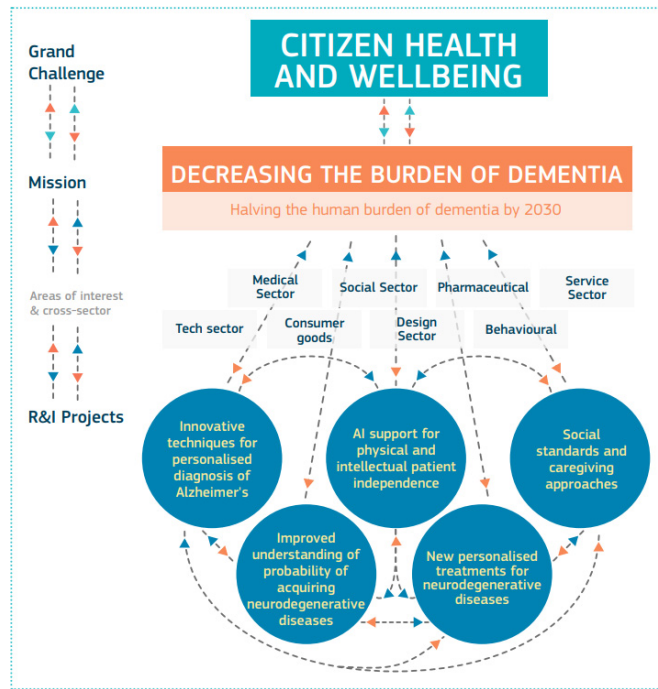 Grand
Challenge
CITIZEN HEALTH
AND WELLBEING
Mission
DECREASING THE BURDEN OF DEMENTIA
Halving the human burden of dementia by 2030
Areas of interest
& cross-sector
Medical
Sector
Social Sector
Pharmaceutical
Service
Sector
Tech sector
Consumer
goods
Design
Sector
Behavioural
R&I Projects
Innovative
techniques for
personalised
diagnosis of
Alzheimer's
AI support for
physical and
intellectual patient
independence
Social
standards and
caregiving
approaches
Improved
understanding of
probability of
acquiring
neurodegenerative
diseases
New personalised
treatments for
neurodegenerative
diseases